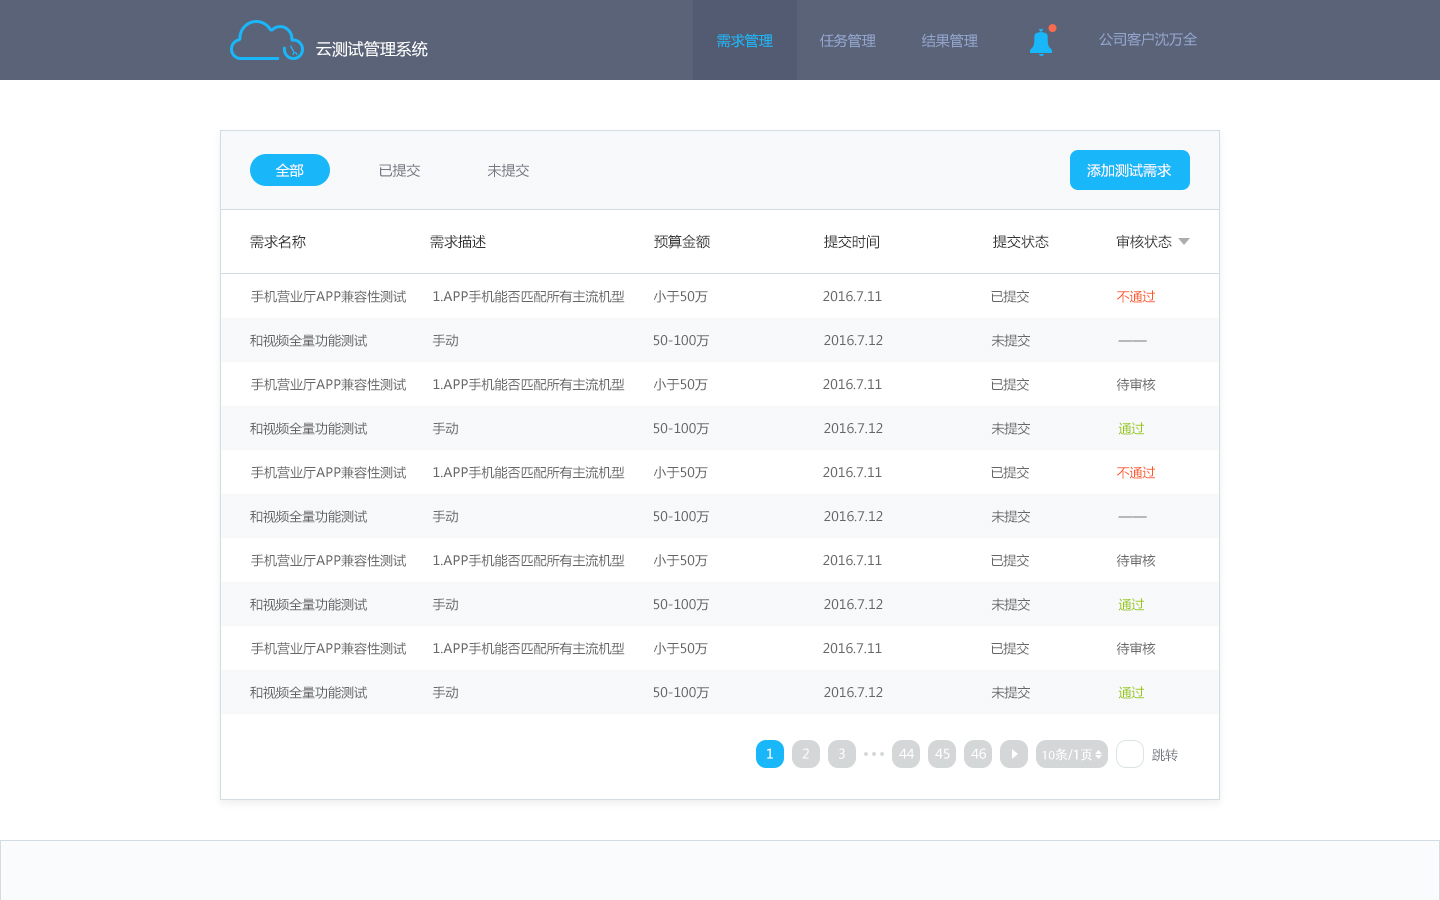 云测试管理系统 需求管理 任务管理 结果管理 公司客户沈万全
全部 已提交 未提交 添加测试需求
需求名称 需求描述 预算金额 提交时间 提交状态 审核状态
手机营业厅APP兼容性测试 1.APP手机能否匹配所有主流机型 小于50万 2016.7.11 已提交 不通过
和视频全量功能测试 手动 50-100万 2016.7.12 未提交 ——
手机营业厅APP兼容性测试 1.APP手机能否匹配所有主流机型 小于50万 2016.7.11 已提交 待审核
和视频全量功能测试 手动 50-100万 2016.7.12 未提交 通过
手机营业厅APP兼容性测试 1.APP手机能否匹配所有主流机型 小于50万 2016.7.11 已提交 不通过
和视频全量功能测试 手动 50-100万 2016.7.12 未提交 ——
手机营业厅APP兼容性测试 1.APP手机能否匹配所有主流机型 小于50万 2016.7.11 已提交 待审核
和视频全量功能测试 手动 50-100万 2016.7.12 未提交 通过
手机营业厅APP兼容性测试 1.APP手机能否匹配所有主流机型 小于50万 2016.7.11 已提交 待审核
和视频全量功能测试 手动 50-100万 2016.7.12 未提交 通过
1 2 3 ••• 44 45 46 10条/1页 跳转